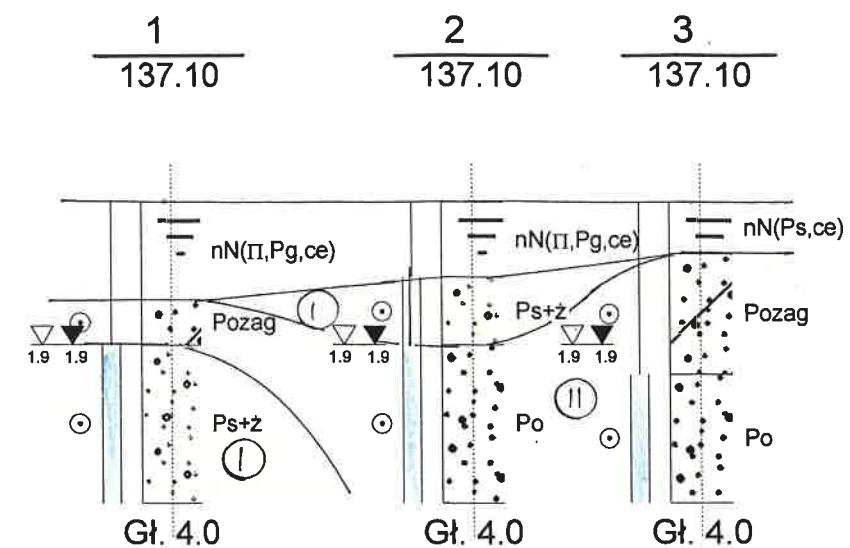 1 2 3
137.10 137.10 137.10
nN(Π,Pg,ce) nN(Π,Pg,ce) nN(Ps,ce)
I
Pozag Ps+ż Pozag
1.9 1.9 1.9 1.9 1.9 1.9
II
Ps+ż Po Po
I
Gł. 4.0 Gł. 4.0 Gł. 4.0